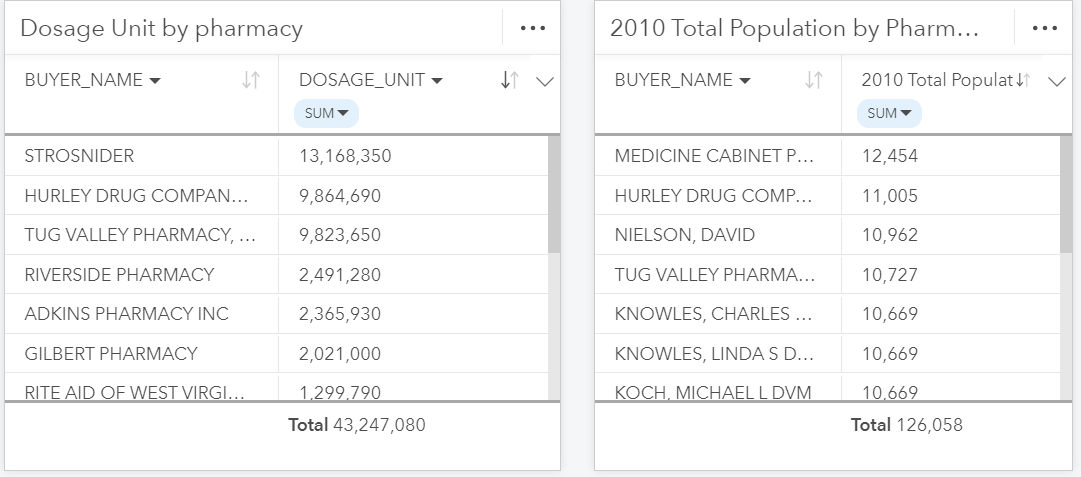 Dosage Unit by pharmacy
BUYER_NAME DOSAGE_UNIT
SUM
STROSNIDER 13,168,350
HURLEY DRUG COMPAN... 9,864,690
TUG VALLEY PHARMACY, ... 9,823,650
RIVERSIDE PHARMACY 2,491,280
ADKINS PHARMACY INC 2,365,930
GILBERT PHARMACY 2,021,000
RITE AID OF WEST VIRGI... 1,299,790
Total 43,247,080
2010 Total Population by Pharm...
BUYER_NAME 2010 Total Populat
SUM
MEDICINE CABINET P... 12,454
HURLEY DRUG COMP... 11,005
NIELSON, DAVID 10,962
TUG VALLEY PHARMA... 10,727
KNOWLES, CHARLES ... 10,669
KNOWLES, LINDA S D... 10,669
KOCH, MICHAEL L DVM 10,669
Total 126,058